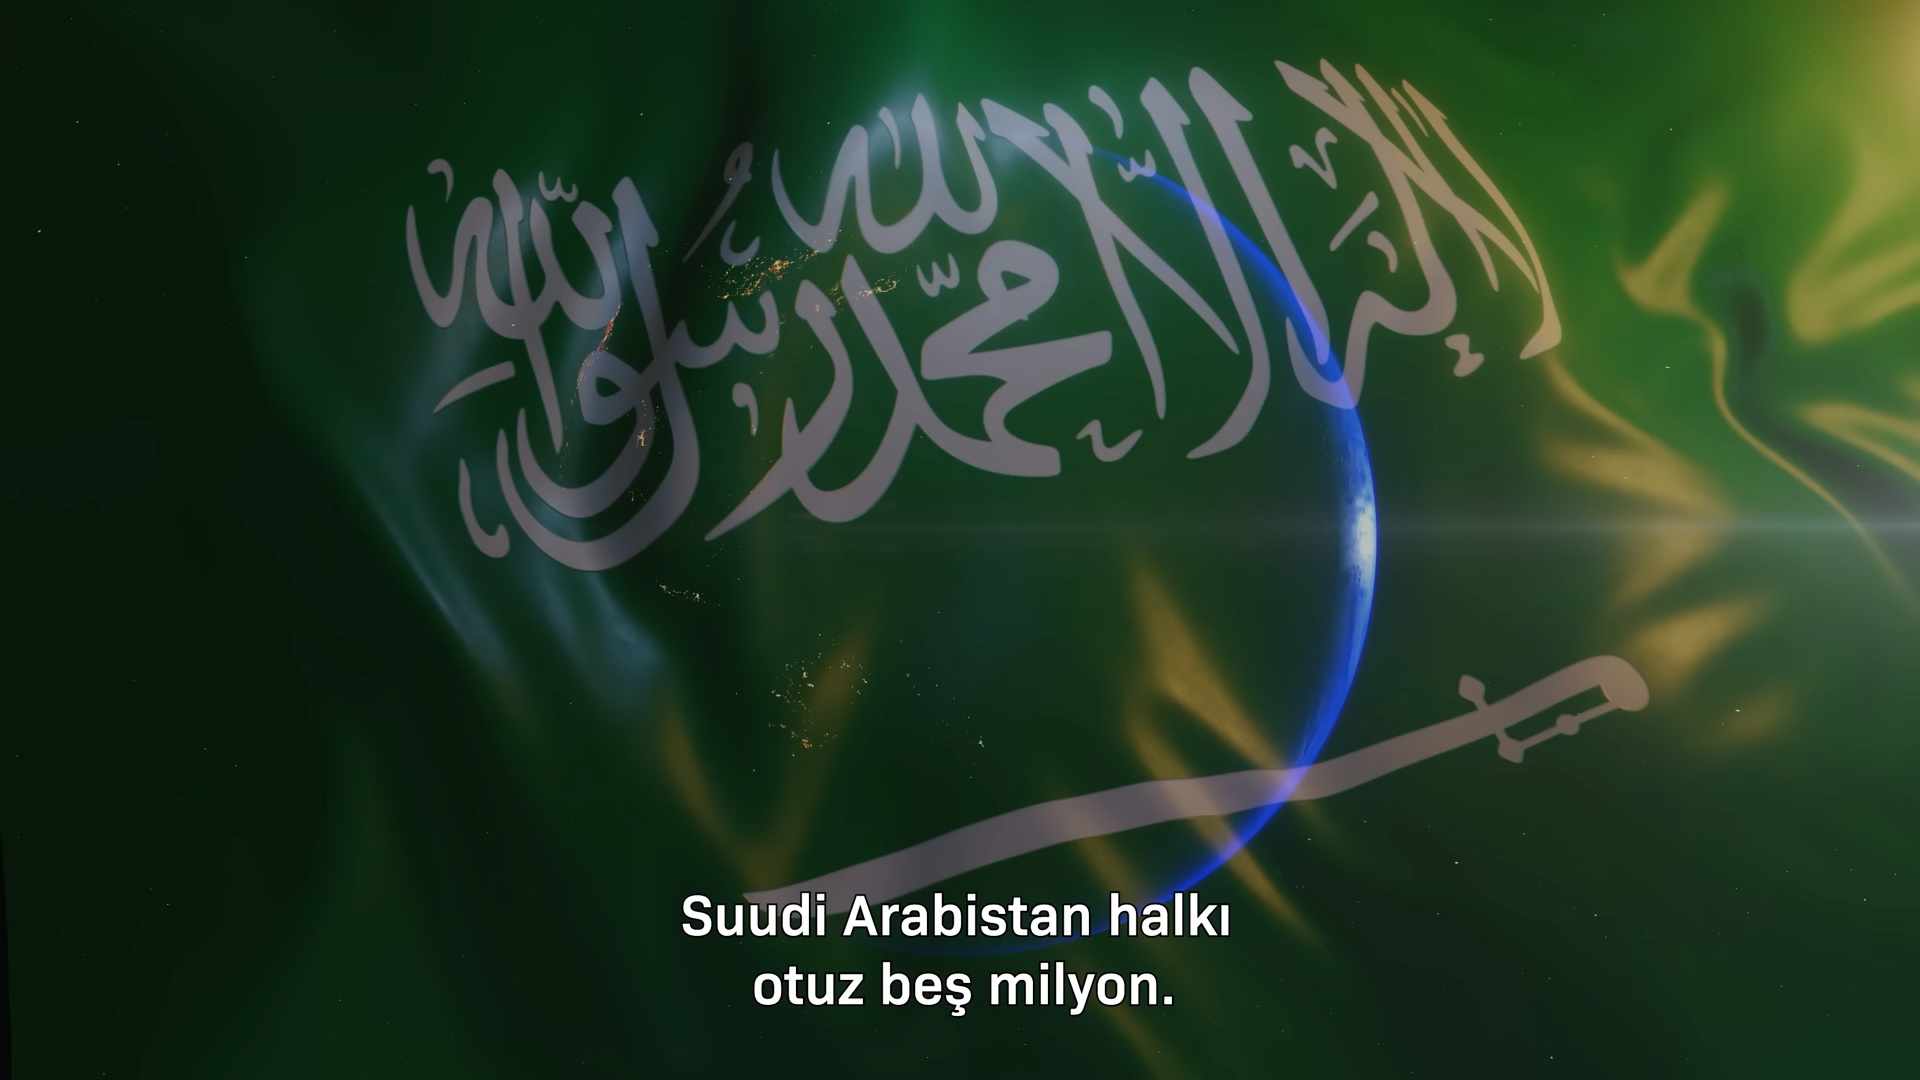 لا إله إلا الله محمد رسول الله
Suudi Arabistan halkı
otuz beş milyon.